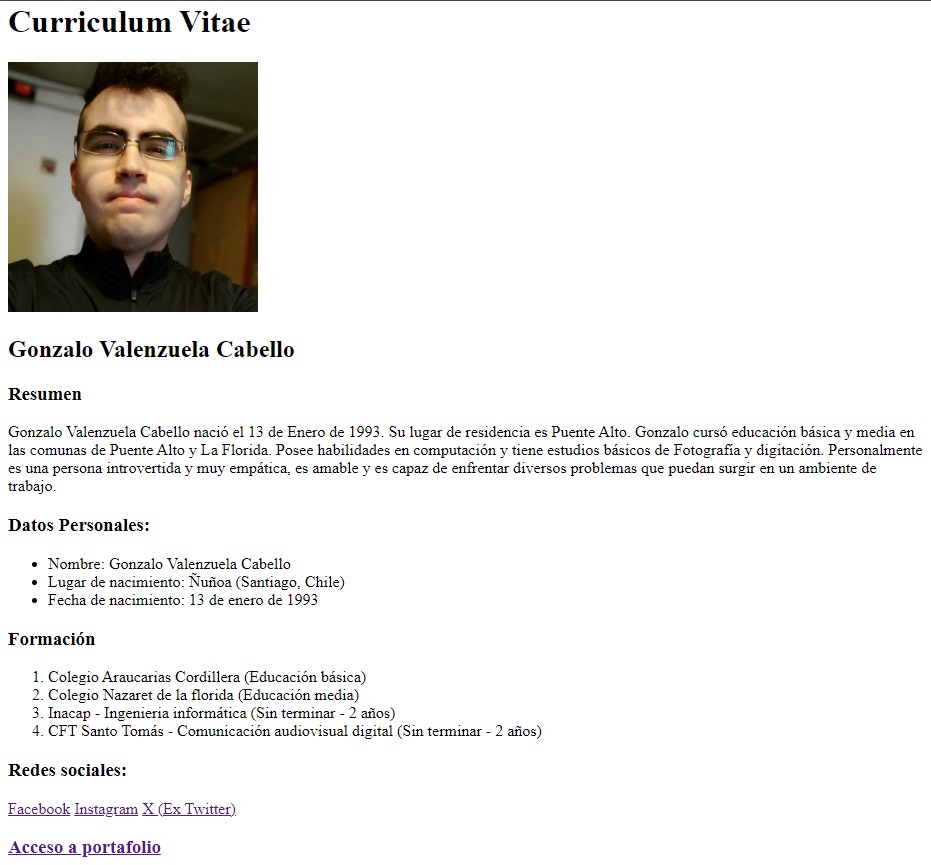 Curriculum Vitae
Gonzalo Valenzuela Cabello
Resumen
Gonzalo Valenzuela Cabello nació el 13 de Enero de 1993. Su lugar de residencia es Puente Alto. Gonzalo cursó educación básica y media en
las comunas de Puente Alto y La Florida. Posee habilidades en computación y tiene estudios básicos de Fotografía y digitación. Personalmente
es una persona introvertida y muy empática, es amable y es capaz de enfrentar diversos problemas que puedan surgir en un ambiente de
trabajo.
Datos Personales:
• Nombre: Gonzalo Valenzuela Cabello
• Lugar de nacimiento: Ñuñoa (Santiago, Chile)
• Fecha de nacimiento: 13 de enero de 1993
Formación
1. Colegio Araucarias Cordillera (Educación básica)
2. Colegio Nazaret de la florida (Educación media)
3. Inacap - Ingenieria informática (Sin terminar - 2 años)
4. CFT Santo Tomás - Comunicación audiovisual digital (Sin terminar - 2 años)
Redes sociales:
Facebook Instagram X (Ex Twitter)
Acceso a portafolio